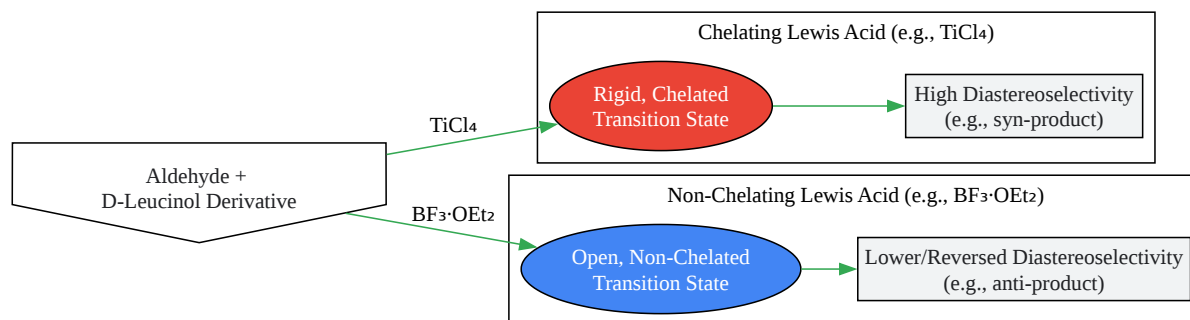 Chelating Lewis Acid (e.g., TiCl₄)
Rigid, Chelated
Transition State
High Diastereoselectivity
(e.g., syn-product)
TiCl₄
Aldehyde +
D-Leucinol Derivative
BF₃·OEt₂
Non-Chelating Lewis Acid (e.g., BF₃·OEt₂)
Open, Non-Chelated
Transition State
Lower/Reversed Diastereoselectivity
(e.g., anti-product)